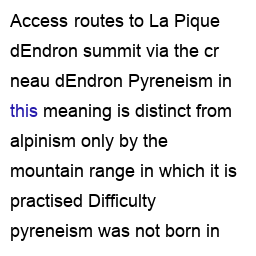 Access routes to La Pique
dEndron summit via the cr
neau dEndron Pyreneism in
this meaning is distinct from
alpinism only by the
mountain range in which it is
practised Difficulty
pyreneism was not born in